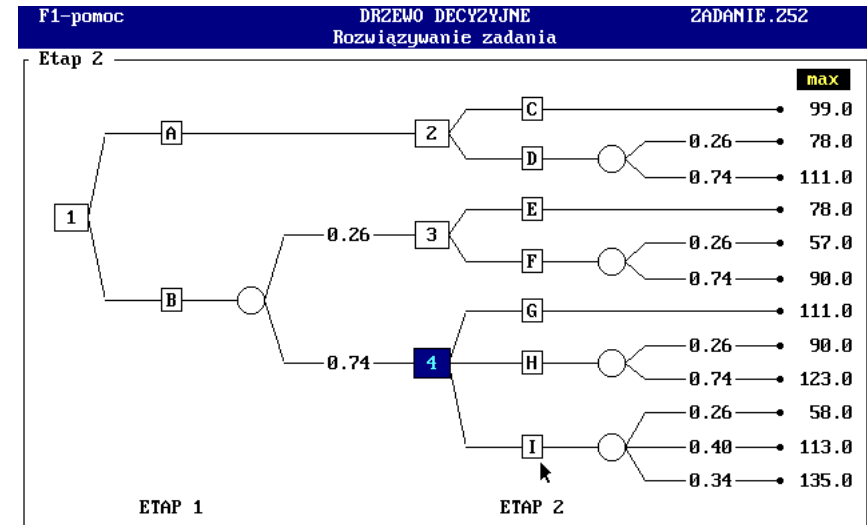 F1-pomoc DRZEWO DECYZYJNE ZADANIE.Z52
Rozwiązywanie zadania
Etap 2
max
C 99.0
A 2 0.26 78.0
D
0.74 111.0
1 E 78.0
0.26 3 0.26 57.0
F
0.74 90.0
B G 111.0
0.26 90.0
0.74 4 H
0.74 123.0
0.26 58.0
I 0.40 113.0
0.34 135.0
ETAP 1 ETAP 2